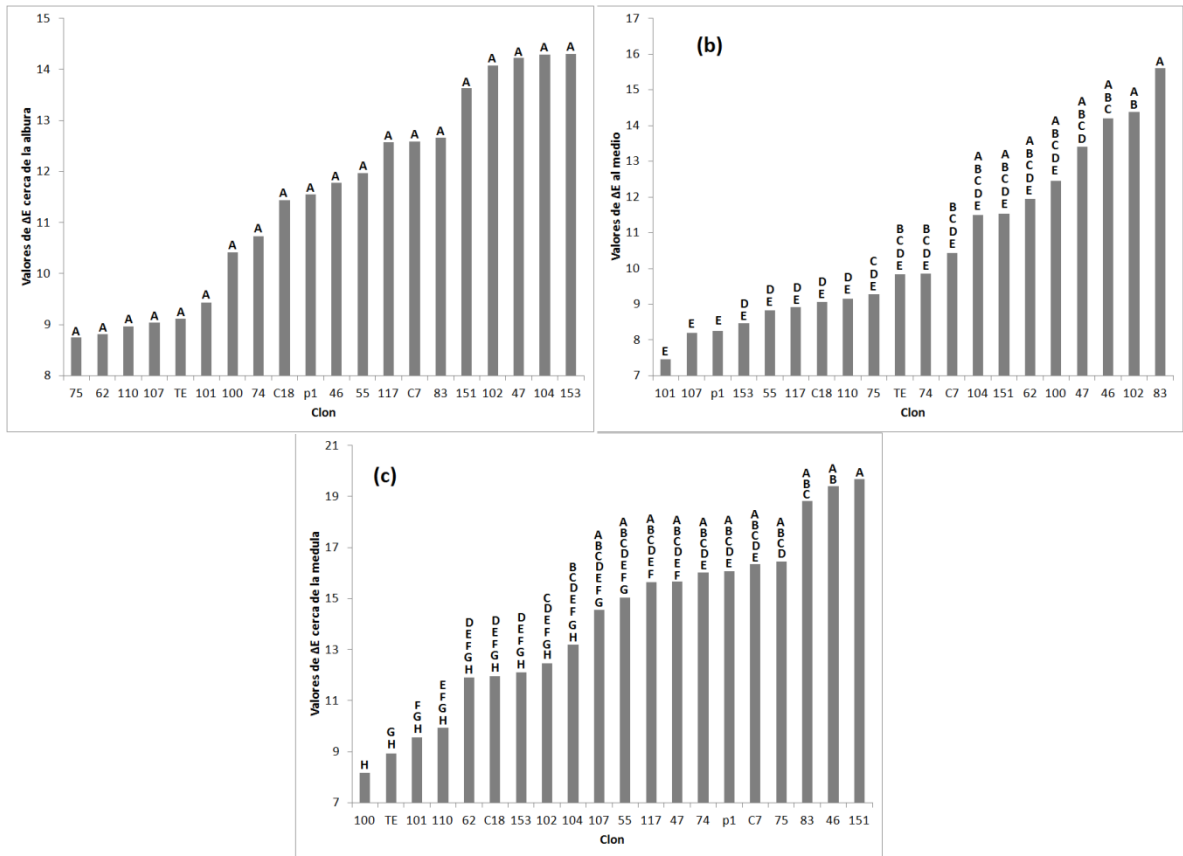 Valores de ΔE cerca de la albura
15
14
13
12
11
10
9
8
A A A A A A A A A A A A A A A A A A A A
75 62 110 107 TE 101 100 74 C18 p1 46 55 117 C7 83 151 102 47 104 153
Clon
(b)
Valores de ΔE al medio
17
16
15
14
13
12
11
10
9
8
7
E
E
E
D E
D E
D E
D E
D E
C D E
B C D E
B C D E
B C D E
A B C D E
A B C D E
A B C D E
A B C D E
A B C D
A B C
A B
A
101 107 p1 153 55 117 C18 110 75 TE 74 C7 104 151 62 100 47 46 102 83
Clon
(c)
Valores de ΔE cerca de la medula
21
19
17
15
13
11
9
7
H
G H
F G H
E F G H
D E F G H
D E F G H
D E F G H
C D E F G H
B C D E F G H
A B C D E F G
A B C D E F G
A B C D E F
A B C D E F
A B C D E
A B C D E
A B C D E
A B C D
A B C
A B
A
100 TE 101 110 62 C18 153 102 104 107 55 117 47 74 p1 C7 75 83 46 151
Clon